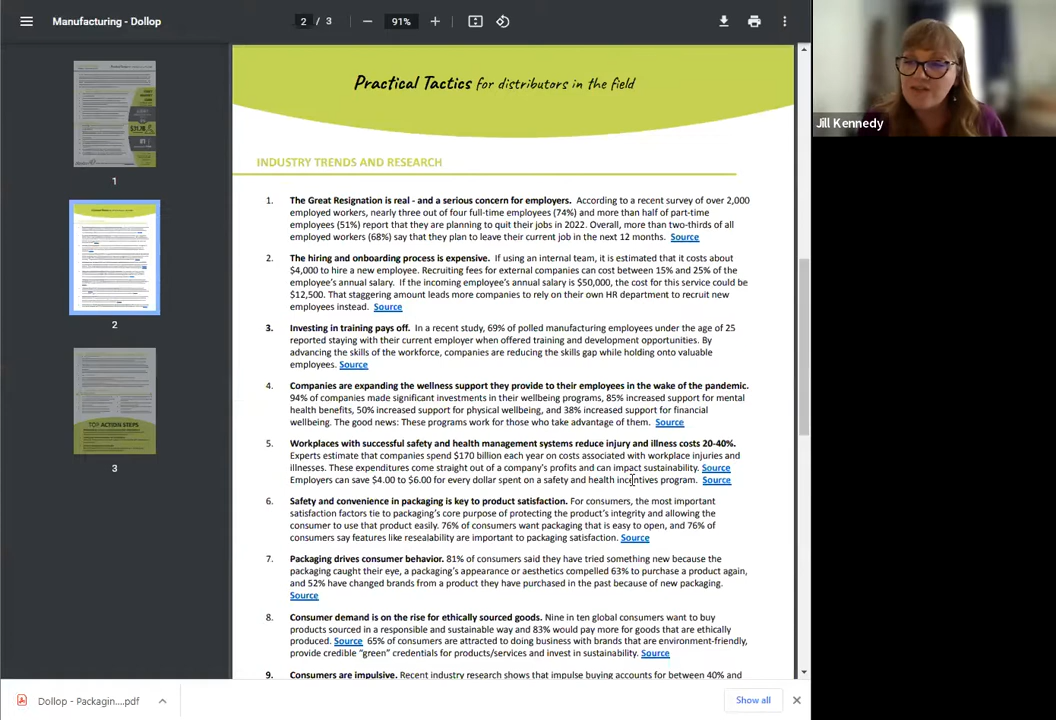 Manufacturing - Dollop
2 / 3
91%
1
2
3
Practical Tactics for distributors in the field
INDUSTRY TRENDS AND RESEARCH
1. The Great Resignation is real - and a serious concern for employers. According to a recent survey of over 2,000
employed workers, nearly three out of four full-time employees (74%) and more than half of part-time
employees (51%) report that they are planning to quit their jobs in 2022. Overall, more than two-thirds of all
employed workers (68%) say that they plan to leave their current job in the next 12 months. Source
2. The hiring and onboarding process is expensive. If using an internal team, it is estimated that it costs about
$4,000 to hire a new employee. Recruiting fees for external companies can cost between 15% and 25% of the
employee's annual salary. If the incoming employee's annual salary is $50,000, the cost for this service could be
$12,500. That staggering amount leads more companies to rely on their own HR department to recruit new
employees instead. Source
3. Investing in training pays off. In a recent study, 69% of polled manufacturing employees under the age of 25
reported staying with their current employer when offered training and development opportunities. By
advancing the skills of the workforce, companies are reducing the skills gap while holding onto valuable
employees. Source
4. Companies are expanding the wellness support they provide to their employees in the wake of the pandemic.
94% of companies made significant investments in their wellbeing programs, 85% increased support for mental
health benefits, 50% increased support for physical wellbeing, and 38% increased support for financial
wellbeing. The good news: These programs work for those who take advantage of them. Source
5. Workplaces with successful safety and health management systems reduce injury and illness costs 20-40%.
Experts estimate that companies spend $170 billion each year on costs associated with workplace injuries and
illnesses. These expenditures come straight out of a company's profits and can impact sustainability. Source
Employers can save $4.00 to $6.00 for every dollar spent on a safety and health incentives program. Source
6. Safety and convenience in packaging is key to product satisfaction. For consumers, the most important
satisfaction factors tie to packaging's core purpose of protecting the product's integrity and allowing the
consumer to use that product easily. 76% of consumers want packaging that is easy to open, and 76% of
consumers say features like resealability are important to packaging satisfaction. Source
7. Packaging drives consumer behavior. 81% of consumers said they have tried something new because the
packaging caught their eye, a packaging's appearance or aesthetics compelled 63% to purchase a product again,
and 52% have changed brands from a product they have purchased in the past because of new packaging.
Source
8. Consumer demand is on the rise for ethically sourced goods. Nine in ten global consumers want to buy
products sourced in a responsible and sustainable way and 83% would pay more for goods that are ethically
produced. Source 65% of consumers are attracted to doing business with brands that are environment-friendly,
provide credible "green" credentials for products/services and invest in sustainability. Source
9. Consumers are impulsive. Recent industry research shows that impulse buying accounts for between 40% and
Jill Kennedy
TOP ACTION STEPS
Dollop - Packagin....pdf
Show all